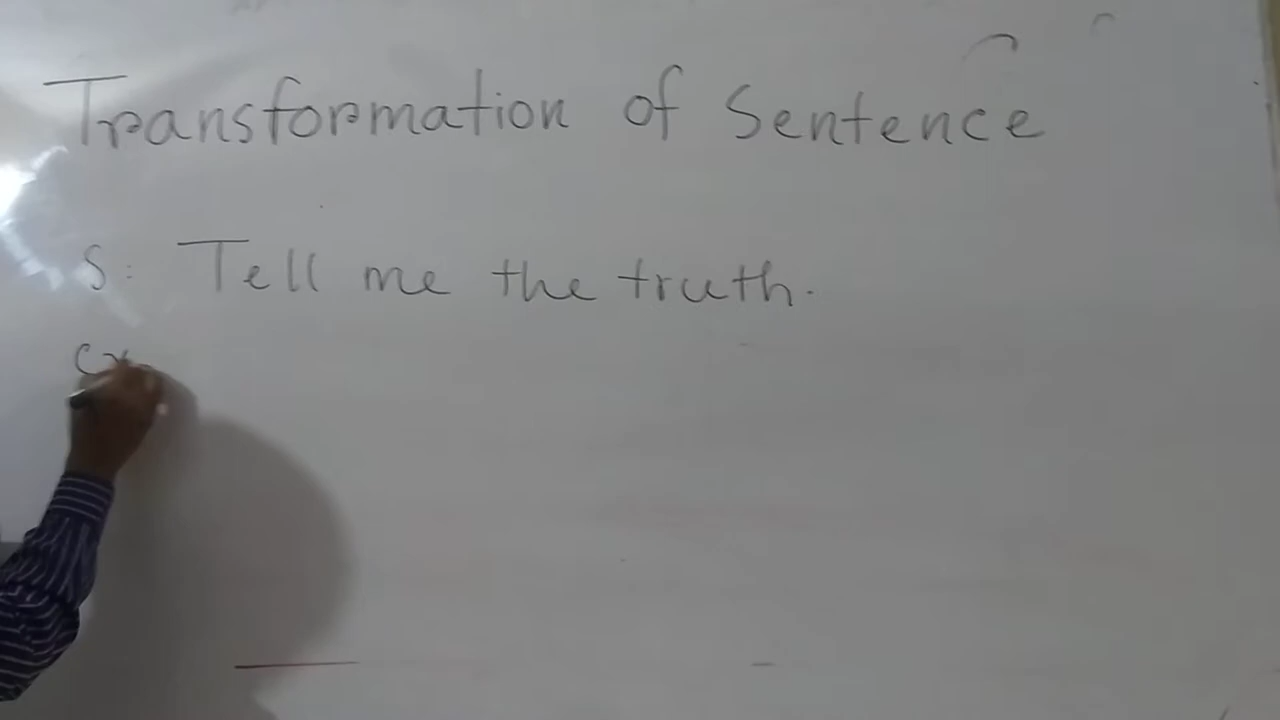 Transformation of Sentence
S: Tell me the truth.